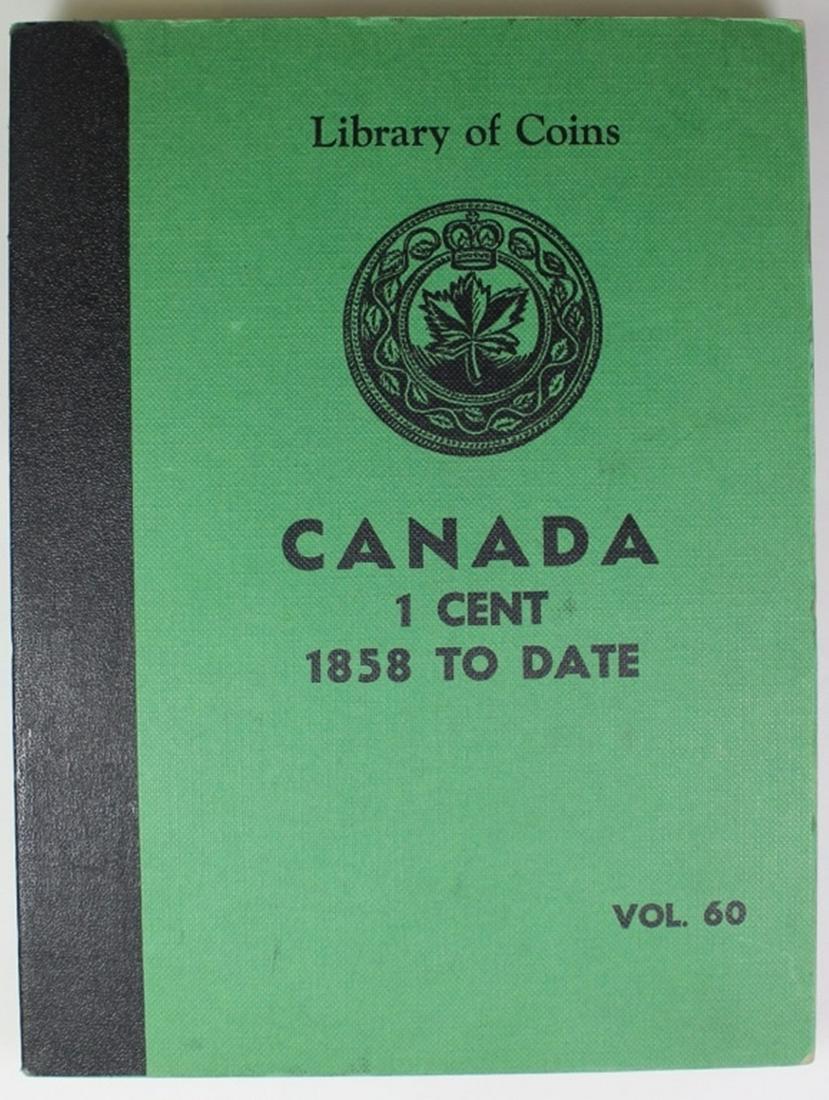 Library of Coins
CANADA
1 CENT
1858 TO DATE
VOL. 60